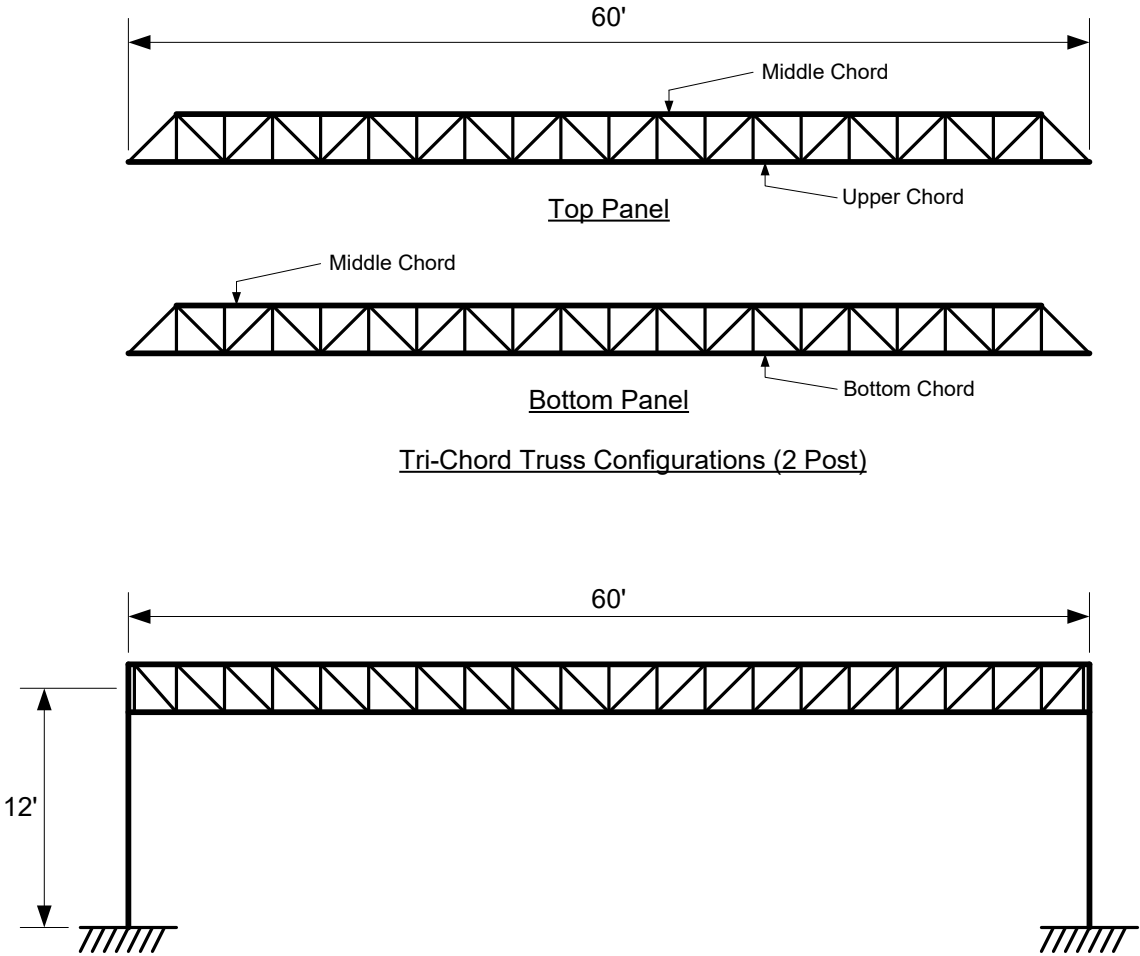 60'
Middle Chord
Upper Chord
Top Panel
Middle Chord
Bottom Chord
Bottom Panel
Tri-Chord Truss Configurations (2 Post)
60'
12'